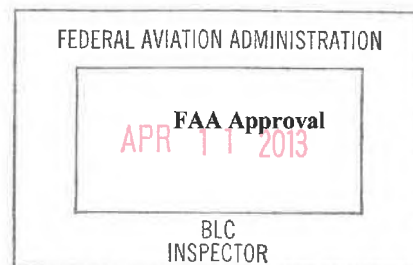 FEDERAL AVIATION ADMINISTRATION
FAA Approval
APR 11 2013
BLC
INSPECTOR